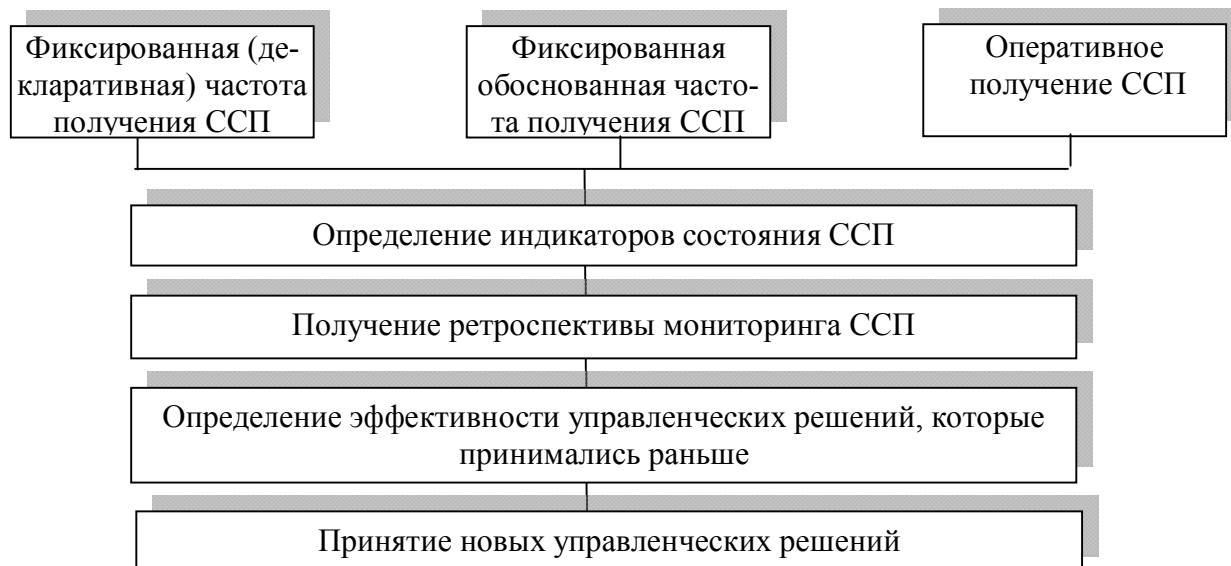 Фиксированная (де-
кларативная) частота
получения ССП
Фиксированная
обоснованная часто-
та получения ССП
Оперативное
получение ССП
Определение индикаторов состояния ССП
Получение ретроспективы мониторинга ССП
Определение эффективности управленческих решений, которые
принимались раньше
Принятие новых управленческих решений